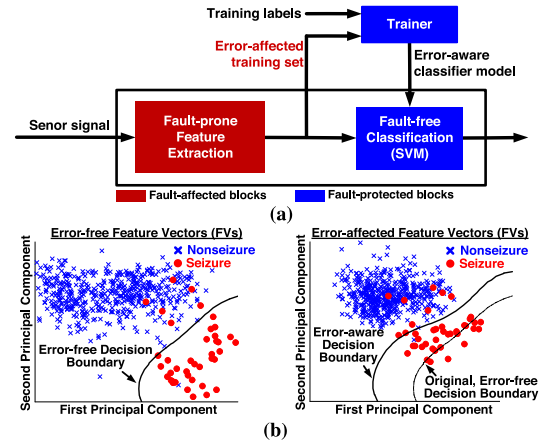 (a)
Training labels
Trainer
Error-affected
training set
Error-aware
classifier model
Senor signal
Fault-prone
Feature
Extraction
Fault-free
Classification
(SVM)
Fault-affected blocks
Fault-protected blocks
(a)
Error-free Feature Vectors (FVs)
Nonseizure
Seizure
Second Principal Component
Error-free Decision
Boundary
First Principal Component
Error-affected Feature Vectors (FVs)
Nonseizure
Seizure
Second Principal Component
Error-aware
Decision
Boundary
Original, Error-free
Decision Boundary
First Principal Component
(b)